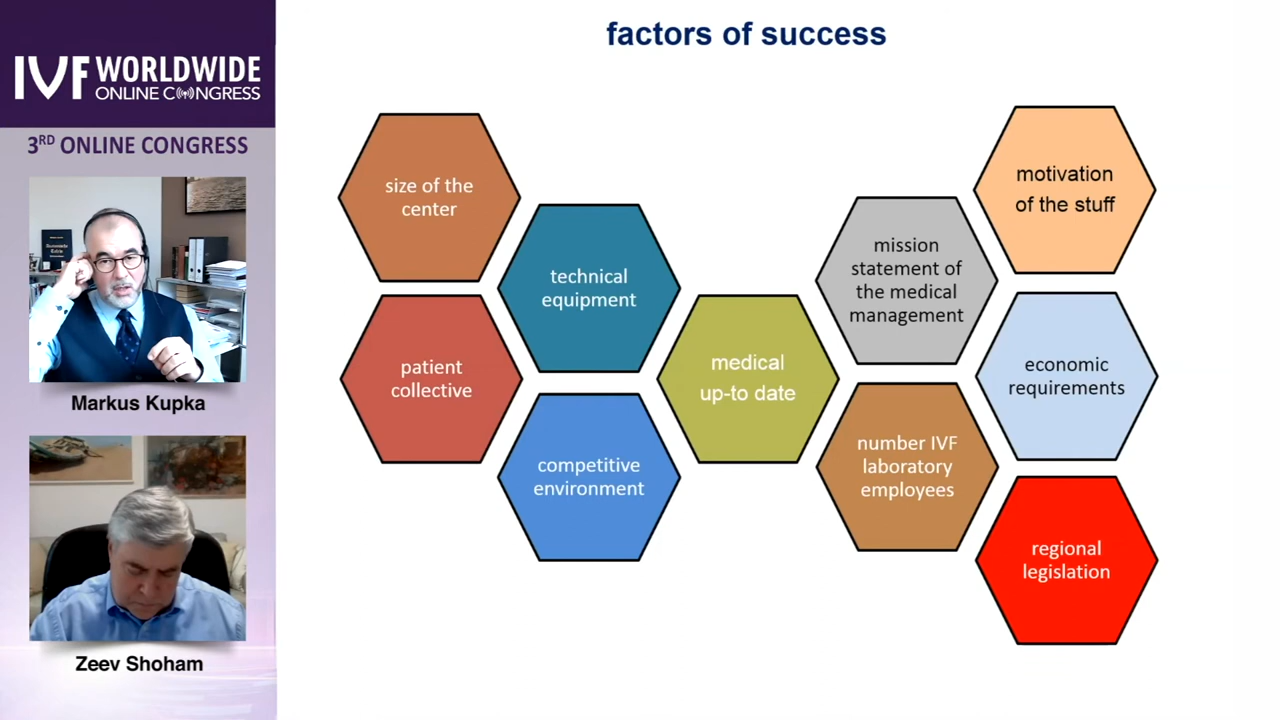 IVF WORLDWIDE
ONLINE CONGRESS
3RD ONLINE CONGRESS
Markus Kupka
Zeev Shoham
factors of success
size of the
center
technical
equipment
patient
collective
competitive
environment
medical
up-to date
mission
statement of
the medical
management
number IVF
laboratory
employees
motivation
of the stuff
economic
requirements
regional
legislation